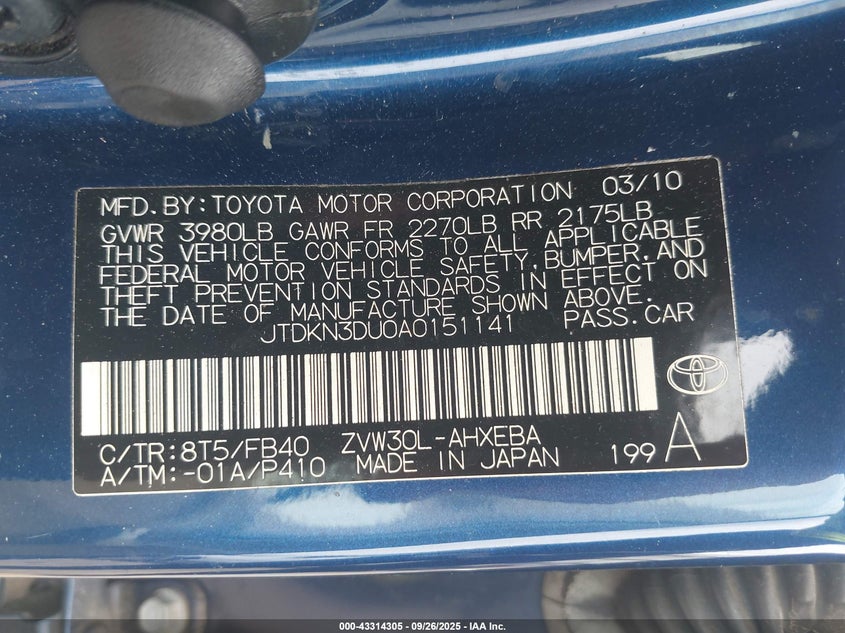 MFD.BY:TOYOTA MOTOR CORPORATION 03/10
GVWR 3980LB GAWR FR 2270LB RR 2175LB
THIS VEHICLE CONFORMS TO ALL APPLICABLE
FEDERAL MOTOR VEHICLE SAFETY,BUMPER,AND
THEFT PREVENTION STANDARDS IN EFFECT ON
THE DATE OF MANUFACTURE SHOWN ABOVE.
JTDKN3DU0A0151141 PASS.CAR
C/TR:8T5/FB40 ZVW30L-AHXEBA
A/TM:-01A/P410 MADE IN JAPAN 199 A
000-43314305 - 09/26/2025 - IAA Inc.